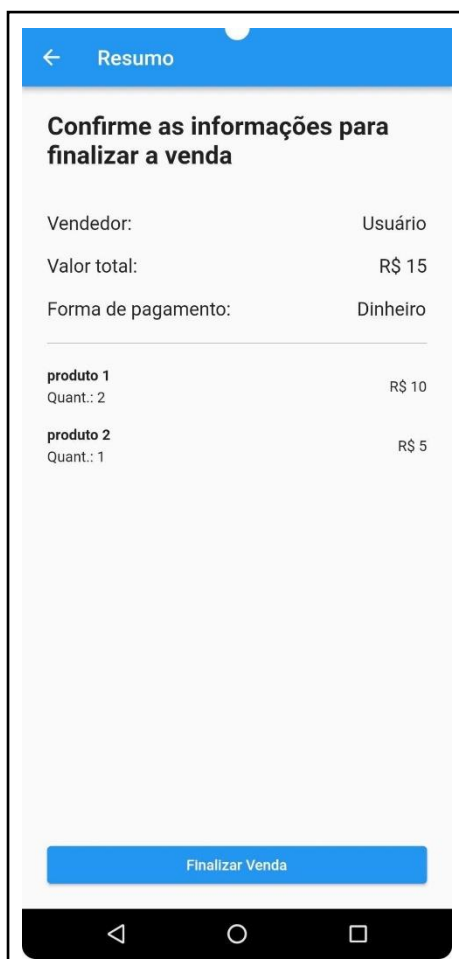 Resumo
Confirme as informações para
finalizar a venda
Vendedor: Usuário
Valor total: R$ 15
Forma de pagamento: Dinheiro
produto 1
Quant.: 2 R$ 10
produto 2
Quant.: 1 R$ 5
Finalizar Venda